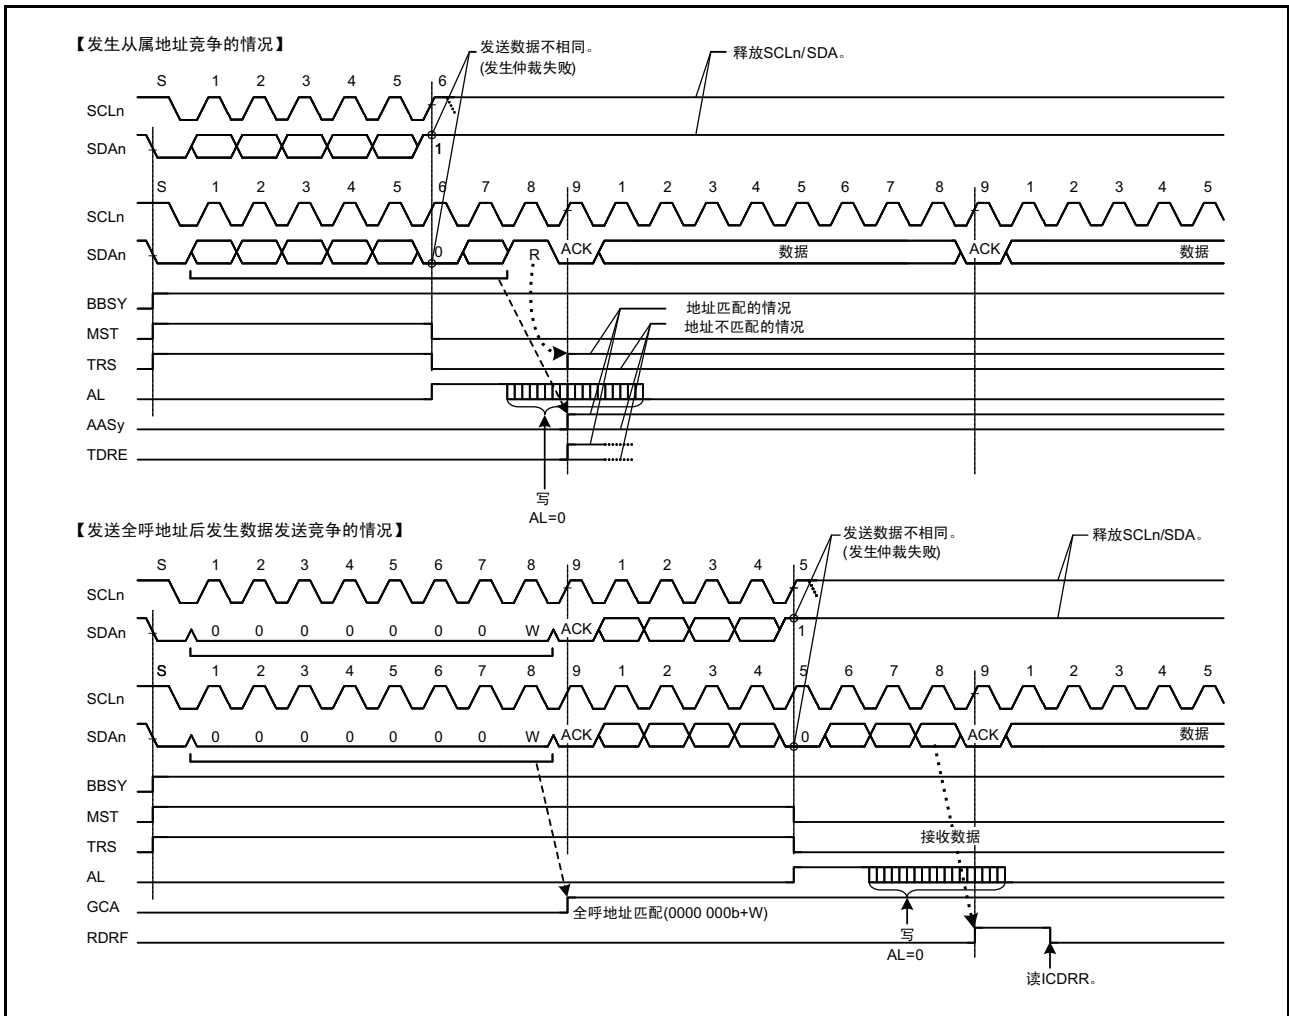 【发生从属地址竞争的情况】
发送数据不相同。
(发生仲裁失败)
释放SCLn/SDA。
S 1 2 3 4 5 6
SCLn
SDAn 1
S 1 2 3 4 5 6 7 8 9 1 2 3 4 5 6 7 8 9 1 2 3 4 5
SCLn
SDAn 0 R ACK 数据 ACK 数据
BBSY
地址匹配的情况
MST 地址不匹配的情况
TRS
AL
AASy
TDRE
写
AL=0
【发送全呼地址后发生数据发送竞争的情况】
发送数据不相同。
(发生仲裁失败)
释放SCLn/SDA。
S 1 2 3 4 5 6 7 8 9 1 2 3 4 5
SCLn
SDAn 0 0 0 0 0 0 0 W ACK 1
S 1 2 3 4 5 6 7 8 9 1 2 3 4 5 6 7 8 9 1 2 3 4 5
SCLn
SDAn 0 0 0 0 0 0 0 W ACK 0 ACK 数据
BBSY
MST
TRS 接收数据
AL
GCA 全呼地址匹配(0000 000b+W)
RDRF 写
AL=0
读ICDRR。